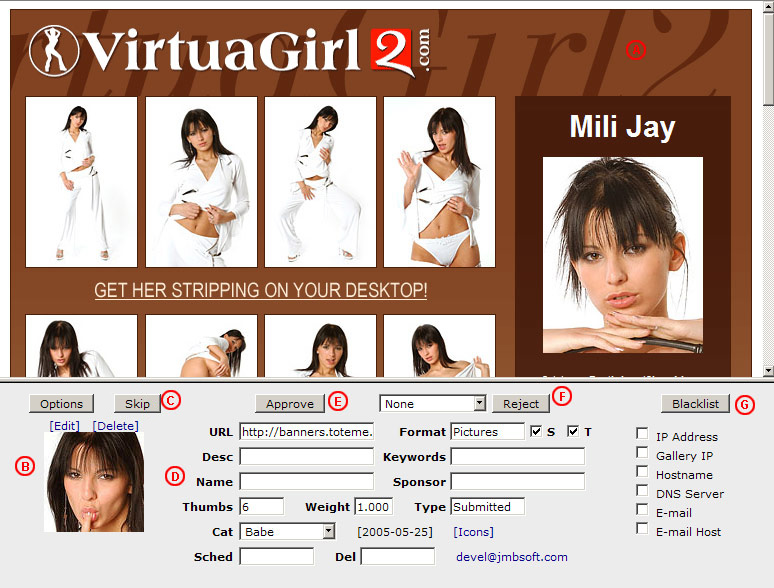 VirtuaGirl 2 .com
A
Mili Jay
GET HER STRIPPING ON YOUR DESKTOP!
Options Skip C Approve E None Reject F Blacklist G
[Edit] [Delete]
B
D
URL http://banners.toteme. Format Pictures S T
Desc Keywords
Name Sponsor
Thumbs 6 Weight 1.000 Type Submitted
Cat Babe [2005-05-25] [Icons]
Sched Del devel@jmbsoft.com
IP Address
Gallery IP
Hostname
DNS Server
E-mail
E-mail Host